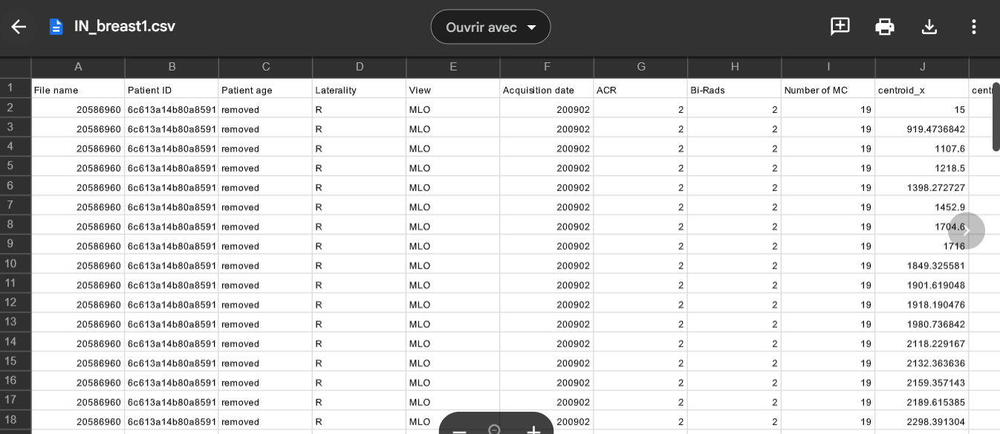 IN_breast1.csv Ouvrir avec
A B C D E F G H I J
1 File name Patient ID Patient age Laterality View Acquisition date ACR Bi-Rads Number of MC centroid_x
2 20586960 6c613a14b80a8591 removed R MLO 200902 2 2 19 15
3 20586960 6c613a14b80a8591 removed R MLO 200902 2 2 19 919.4736842
4 20586960 6c613a14b80a8591 removed R MLO 200902 2 2 19 1107.6
5 20586960 6c613a14b80a8591 removed R MLO 200902 2 2 19 1218.5
6 20586960 6c613a14b80a8591 removed R MLO 200902 2 2 19 1398.272727
7 20586960 6c613a14b80a8591 removed R MLO 200902 2 2 19 1452.9
8 20586960 6c613a14b80a8591 removed R MLO 200902 2 2 19 1704.6
9 20586960 6c613a14b80a8591 removed R MLO 200902 2 2 19 1716
10 20586960 6c613a14b80a8591 removed R MLO 200902 2 2 19 1849.325581
11 20586960 6c613a14b80a8591 removed R MLO 200902 2 2 19 1901.619048
12 20586960 6c613a14b80a8591 removed R MLO 200902 2 2 19 1918.190476
13 20586960 6c613a14b80a8591 removed R MLO 200902 2 2 19 1980.736842
14 20586960 6c613a14b80a8591 removed R MLO 200902 2 2 19 2118.229167
15 20586960 6c613a14b80a8591 removed R MLO 200902 2 2 19 2132.363636
16 20586960 6c613a14b80a8591 removed R MLO 200902 2 2 19 2159.357143
17 20586960 6c613a14b80a8591 removed R MLO 200902 2 2 19 2189.615385
18 20586960 6c613a14b80a8591 removed R MLO 200902 2 2 19 2298.391304